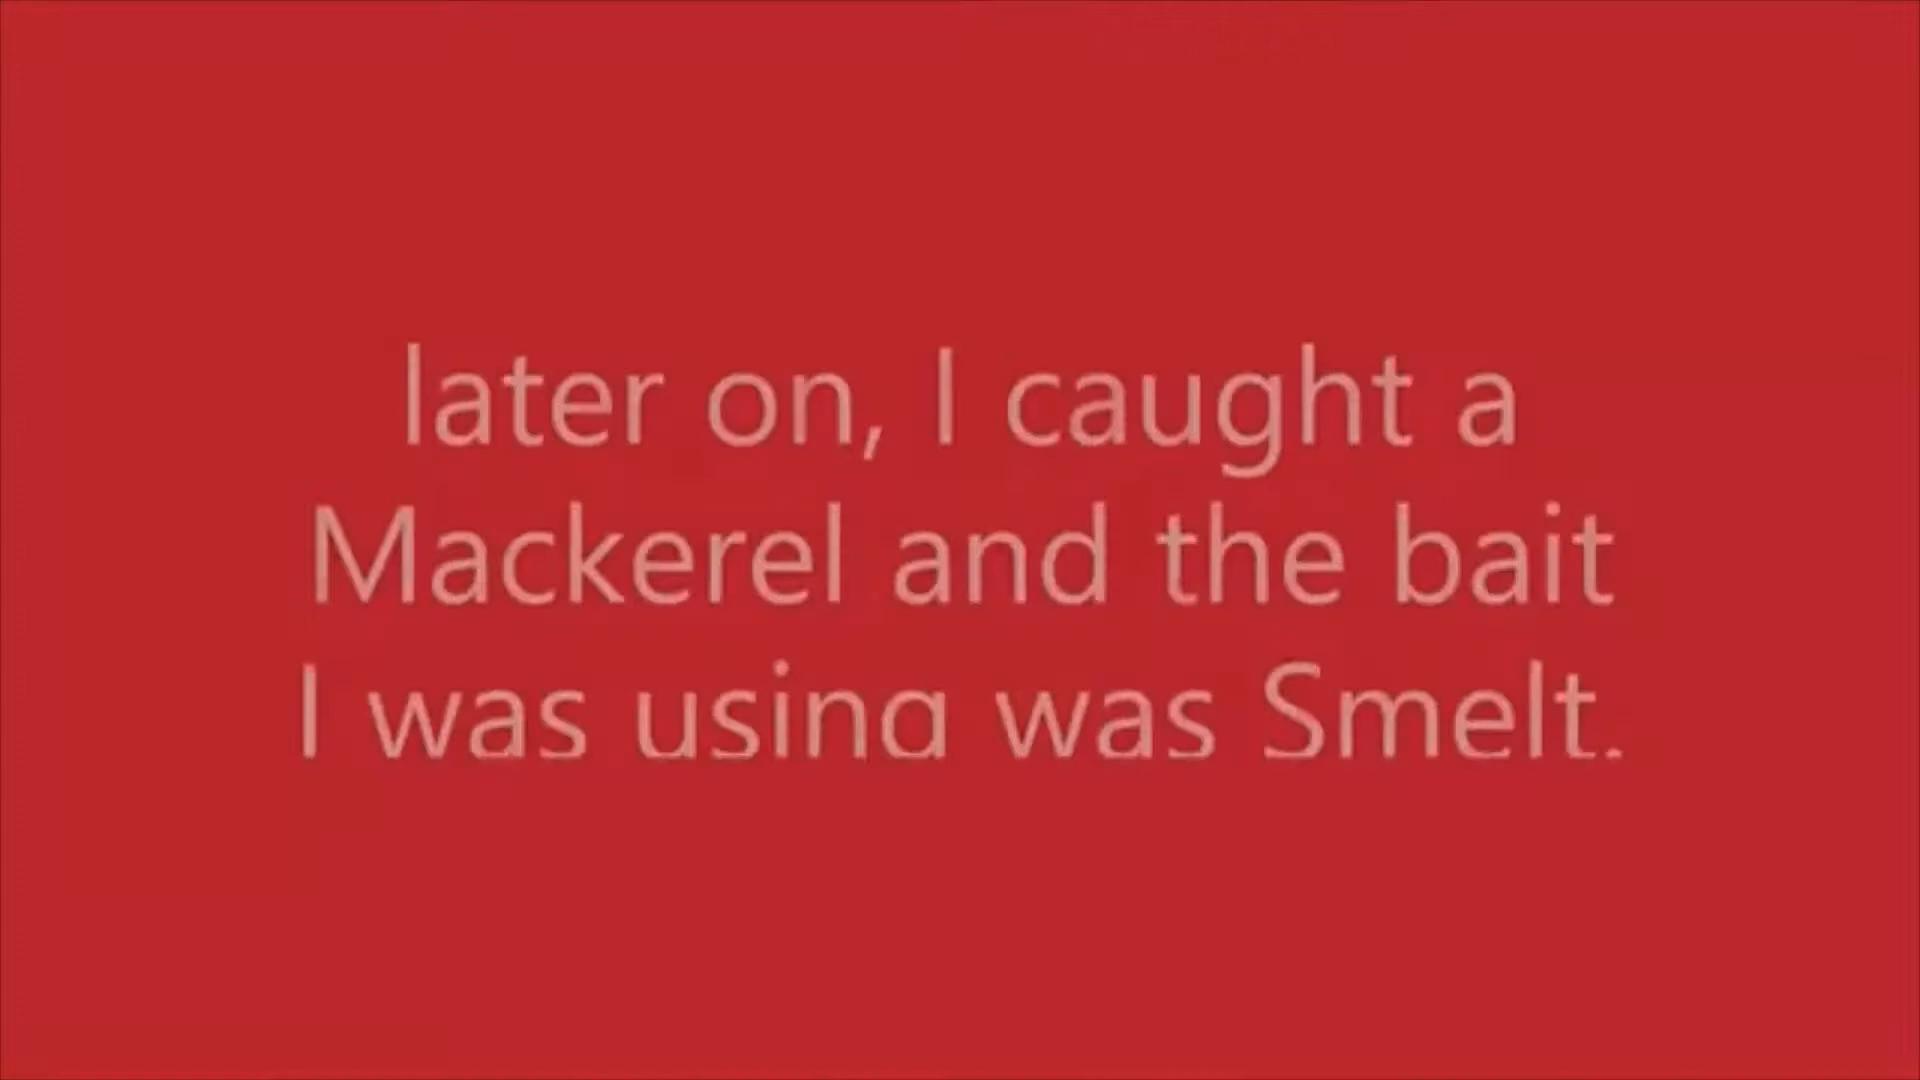 later on, I caught a
Mackerel and the bait
I was using was Smelt.